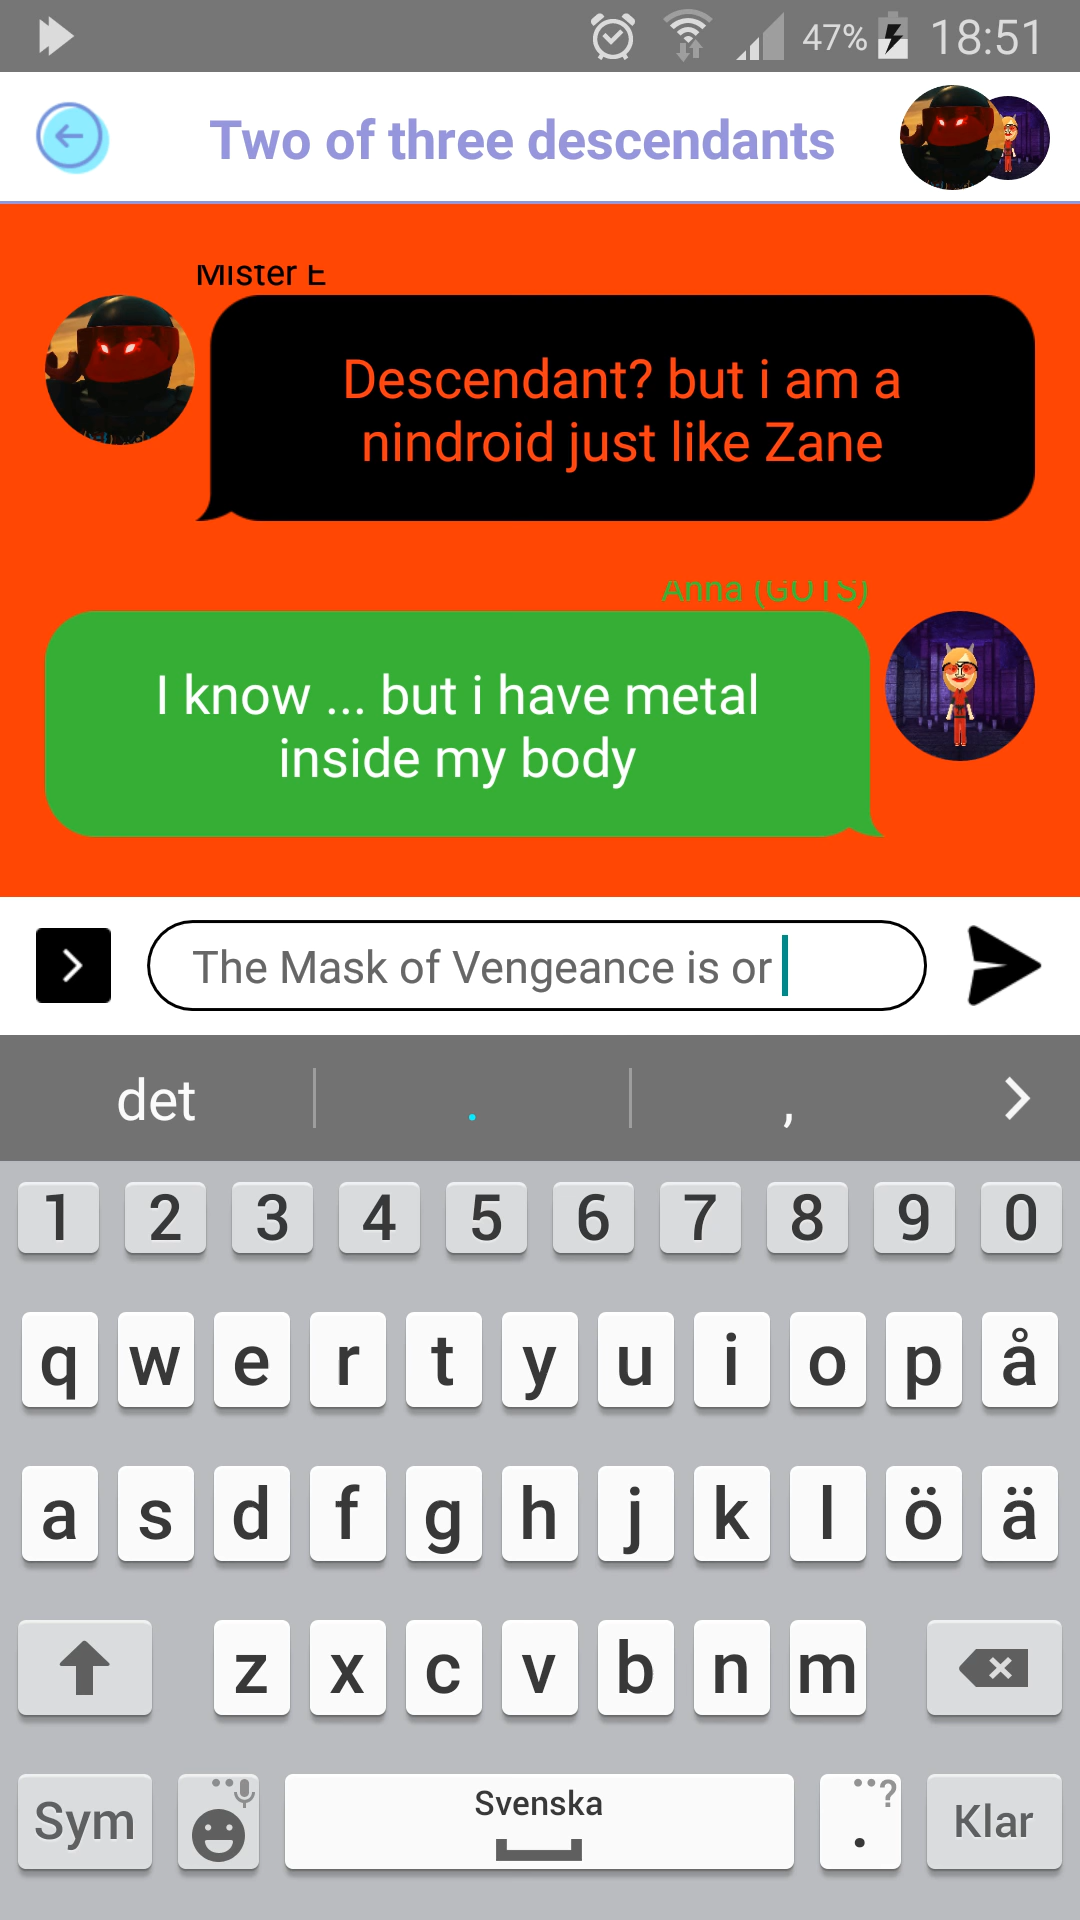 47% 18:51
Two of three descendants
Mister E
Descendant? but i am a
nindroid just like Zane
Anna (GOTS)
I know ... but i have metal
inside my body
The Mask of Vengeance is or
det . ,
1 2 3 4 5 6 7 8 9 0
q w e r t y u i o p å
a s d f g h j k l ö ä
z x c v b n m
Sym Svenska . ? Klar